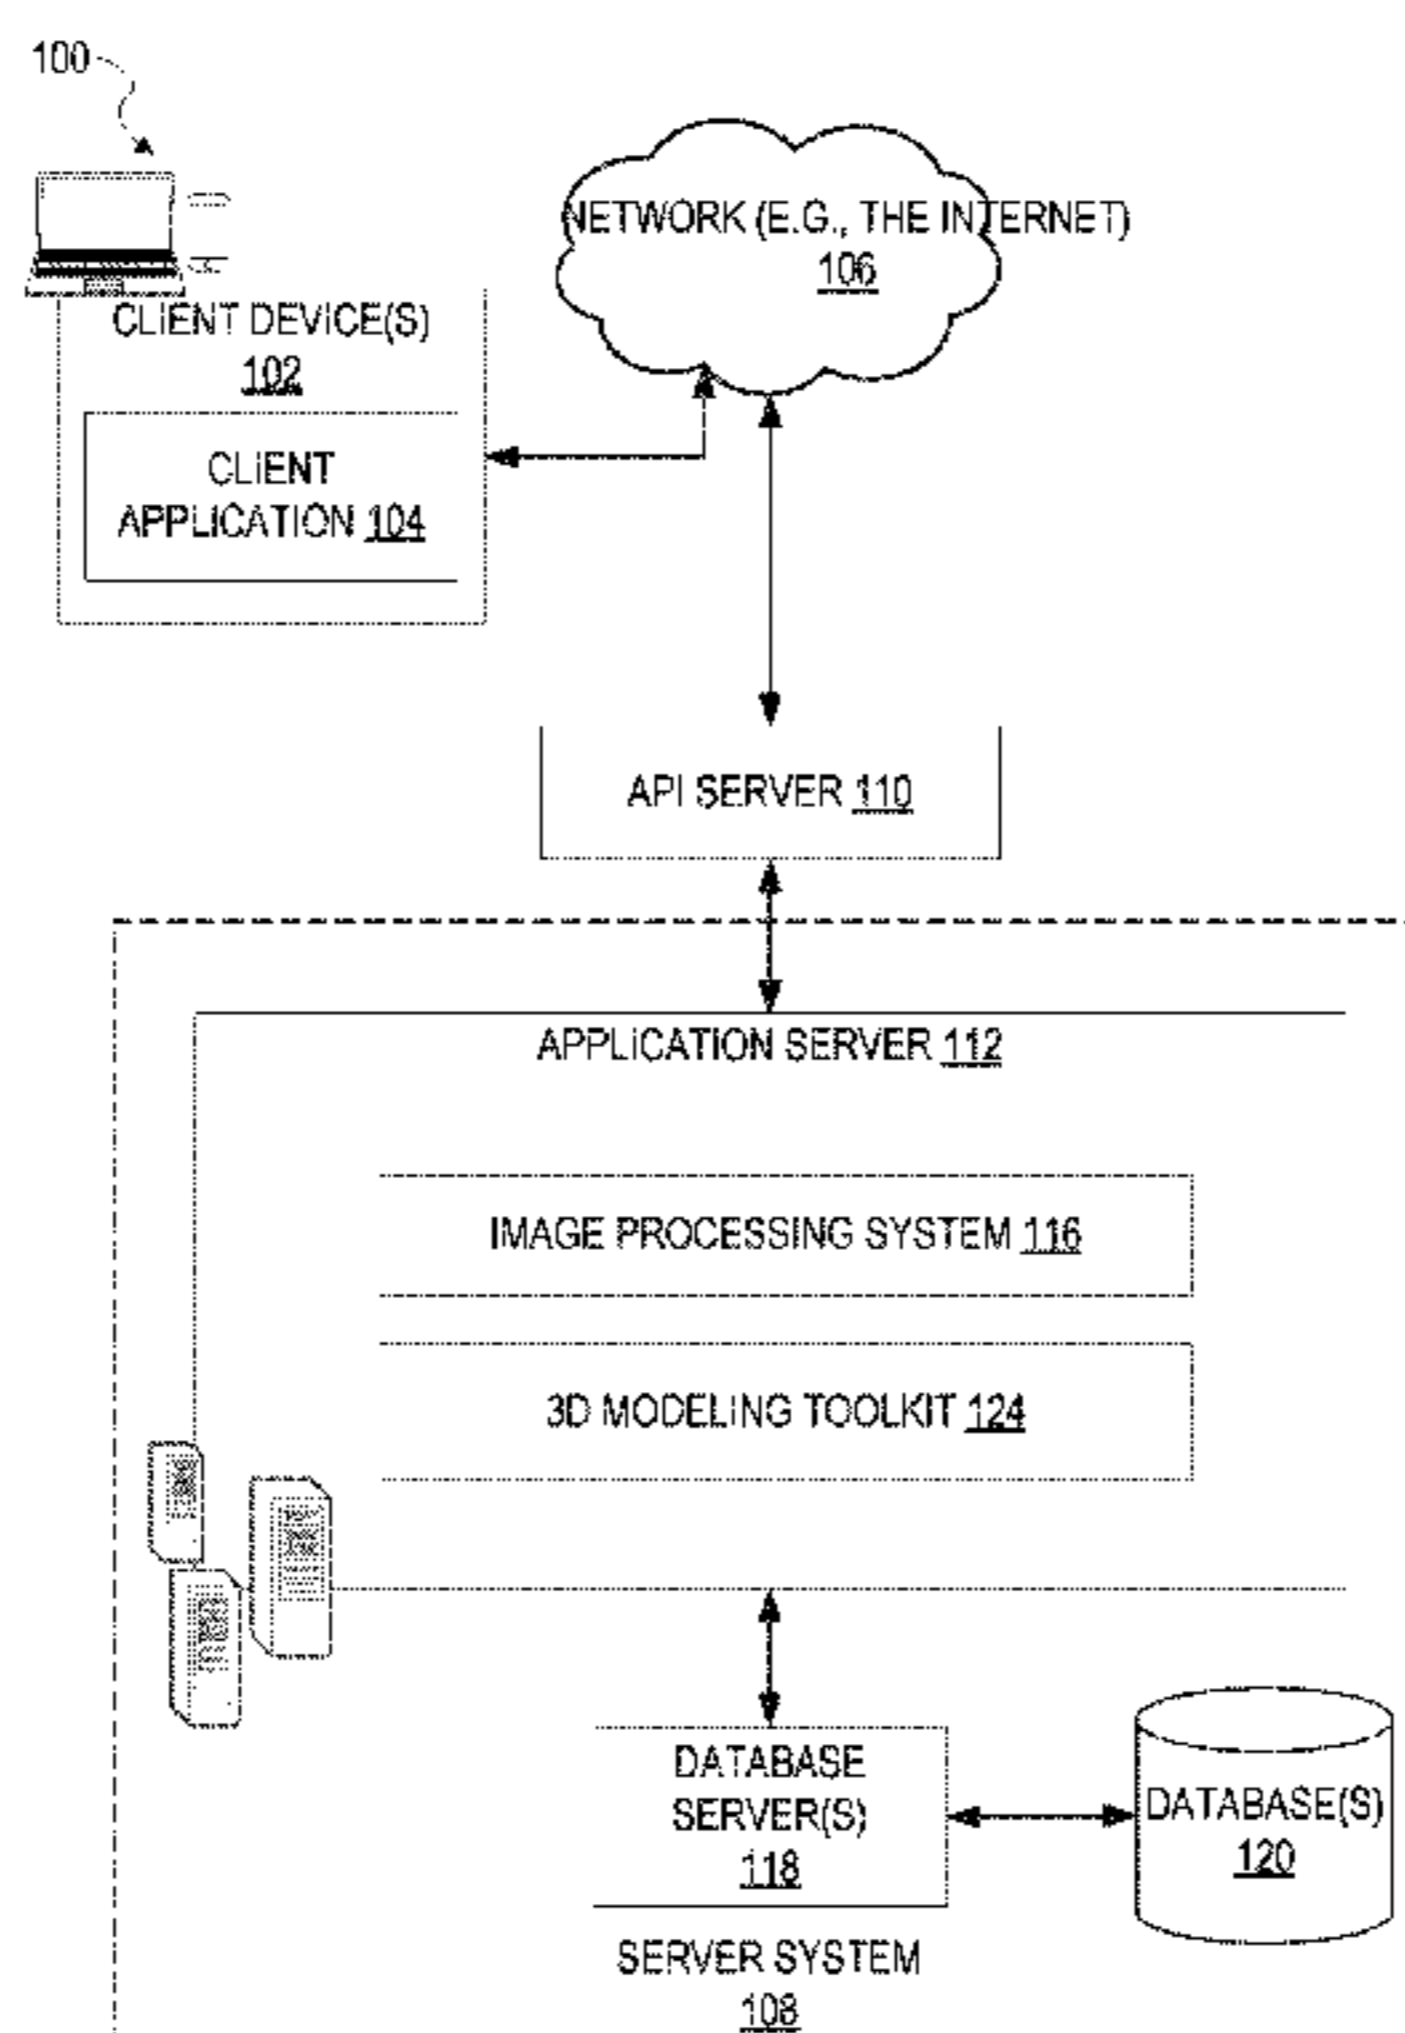 100
NETWORK (E.G., THE INTERNET)
106
CLIENT DEVICE(S)
102
CLIENT
APPLICATION 104
API SERVER 110
APPLICATION SERVER 112
IMAGE PROCESSING SYSTEM 116
3D MODELING TOOLKIT 124
DATABASE
SERVER(S)
118
DATABASE(S)
120
SERVER SYSTEM
108